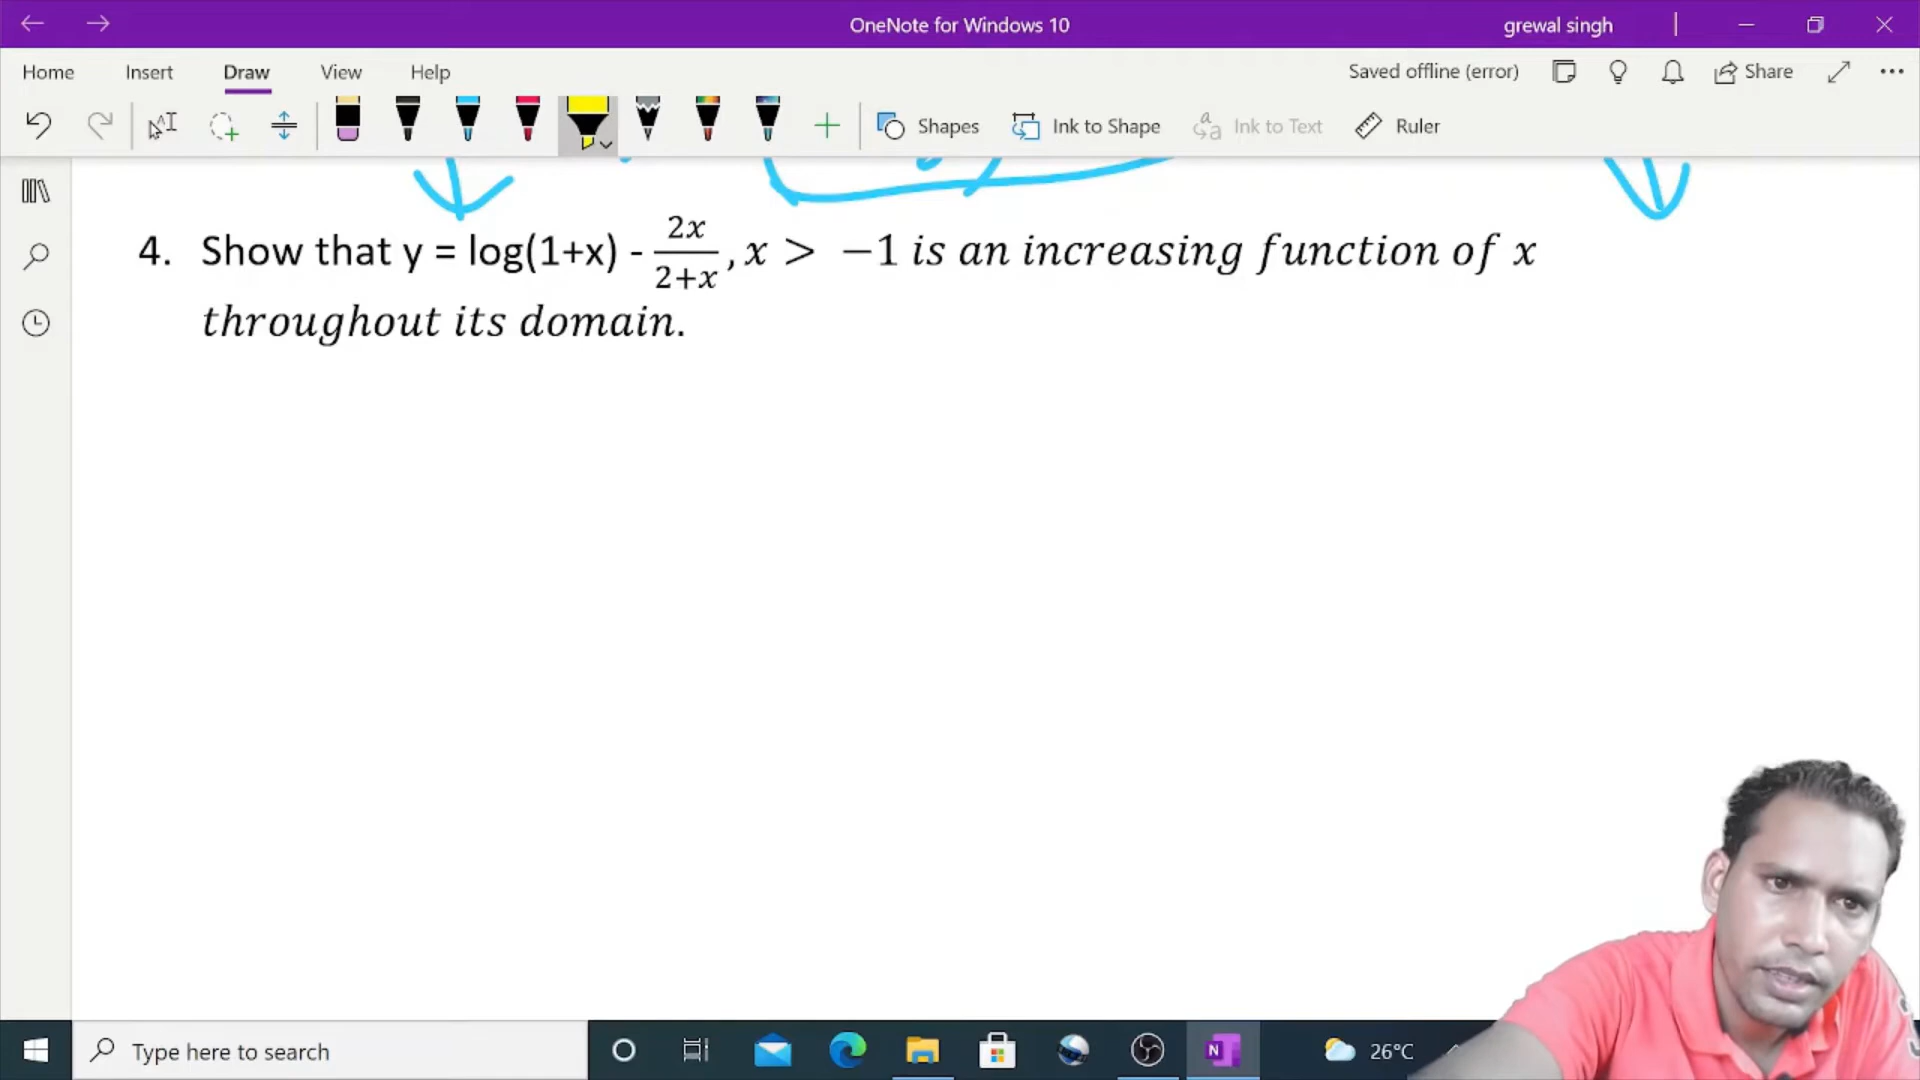 OneNote for Windows 10
grewal singh
Home Insert Draw View Help
Saved offline (error) Share
Shapes Ink to Shape Ink to Text Ruler
4. Show that y = log(1+x) - \frac{2x}{2+x}, x > −1 is an increasing function of x
throughout its domain.
Type here to search
26°C